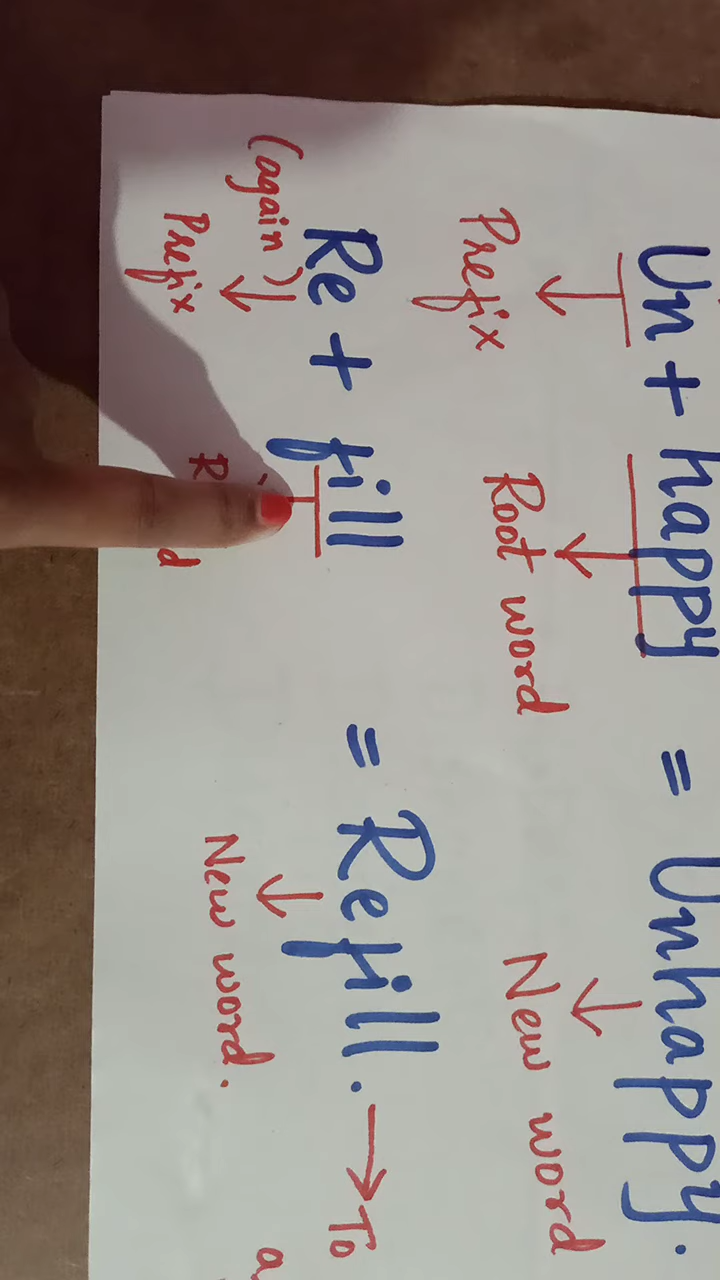 Un + happy = Unhappy.
Prefix Root word New word
Re + fill = Refill. → To
(again)
Prefix New word.